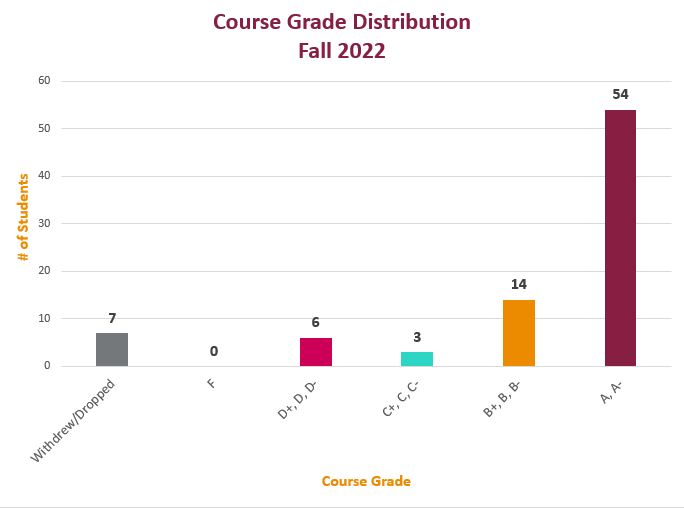 Course Grade Distribution
Fall 2022
60
50
40
30
20
10
0
# of Students
7
0
6
3
14
54
Withdrew/Dropped
F
D+, D, D-
C+, C, C-
B+, B, B-
A, A-
Course Grade